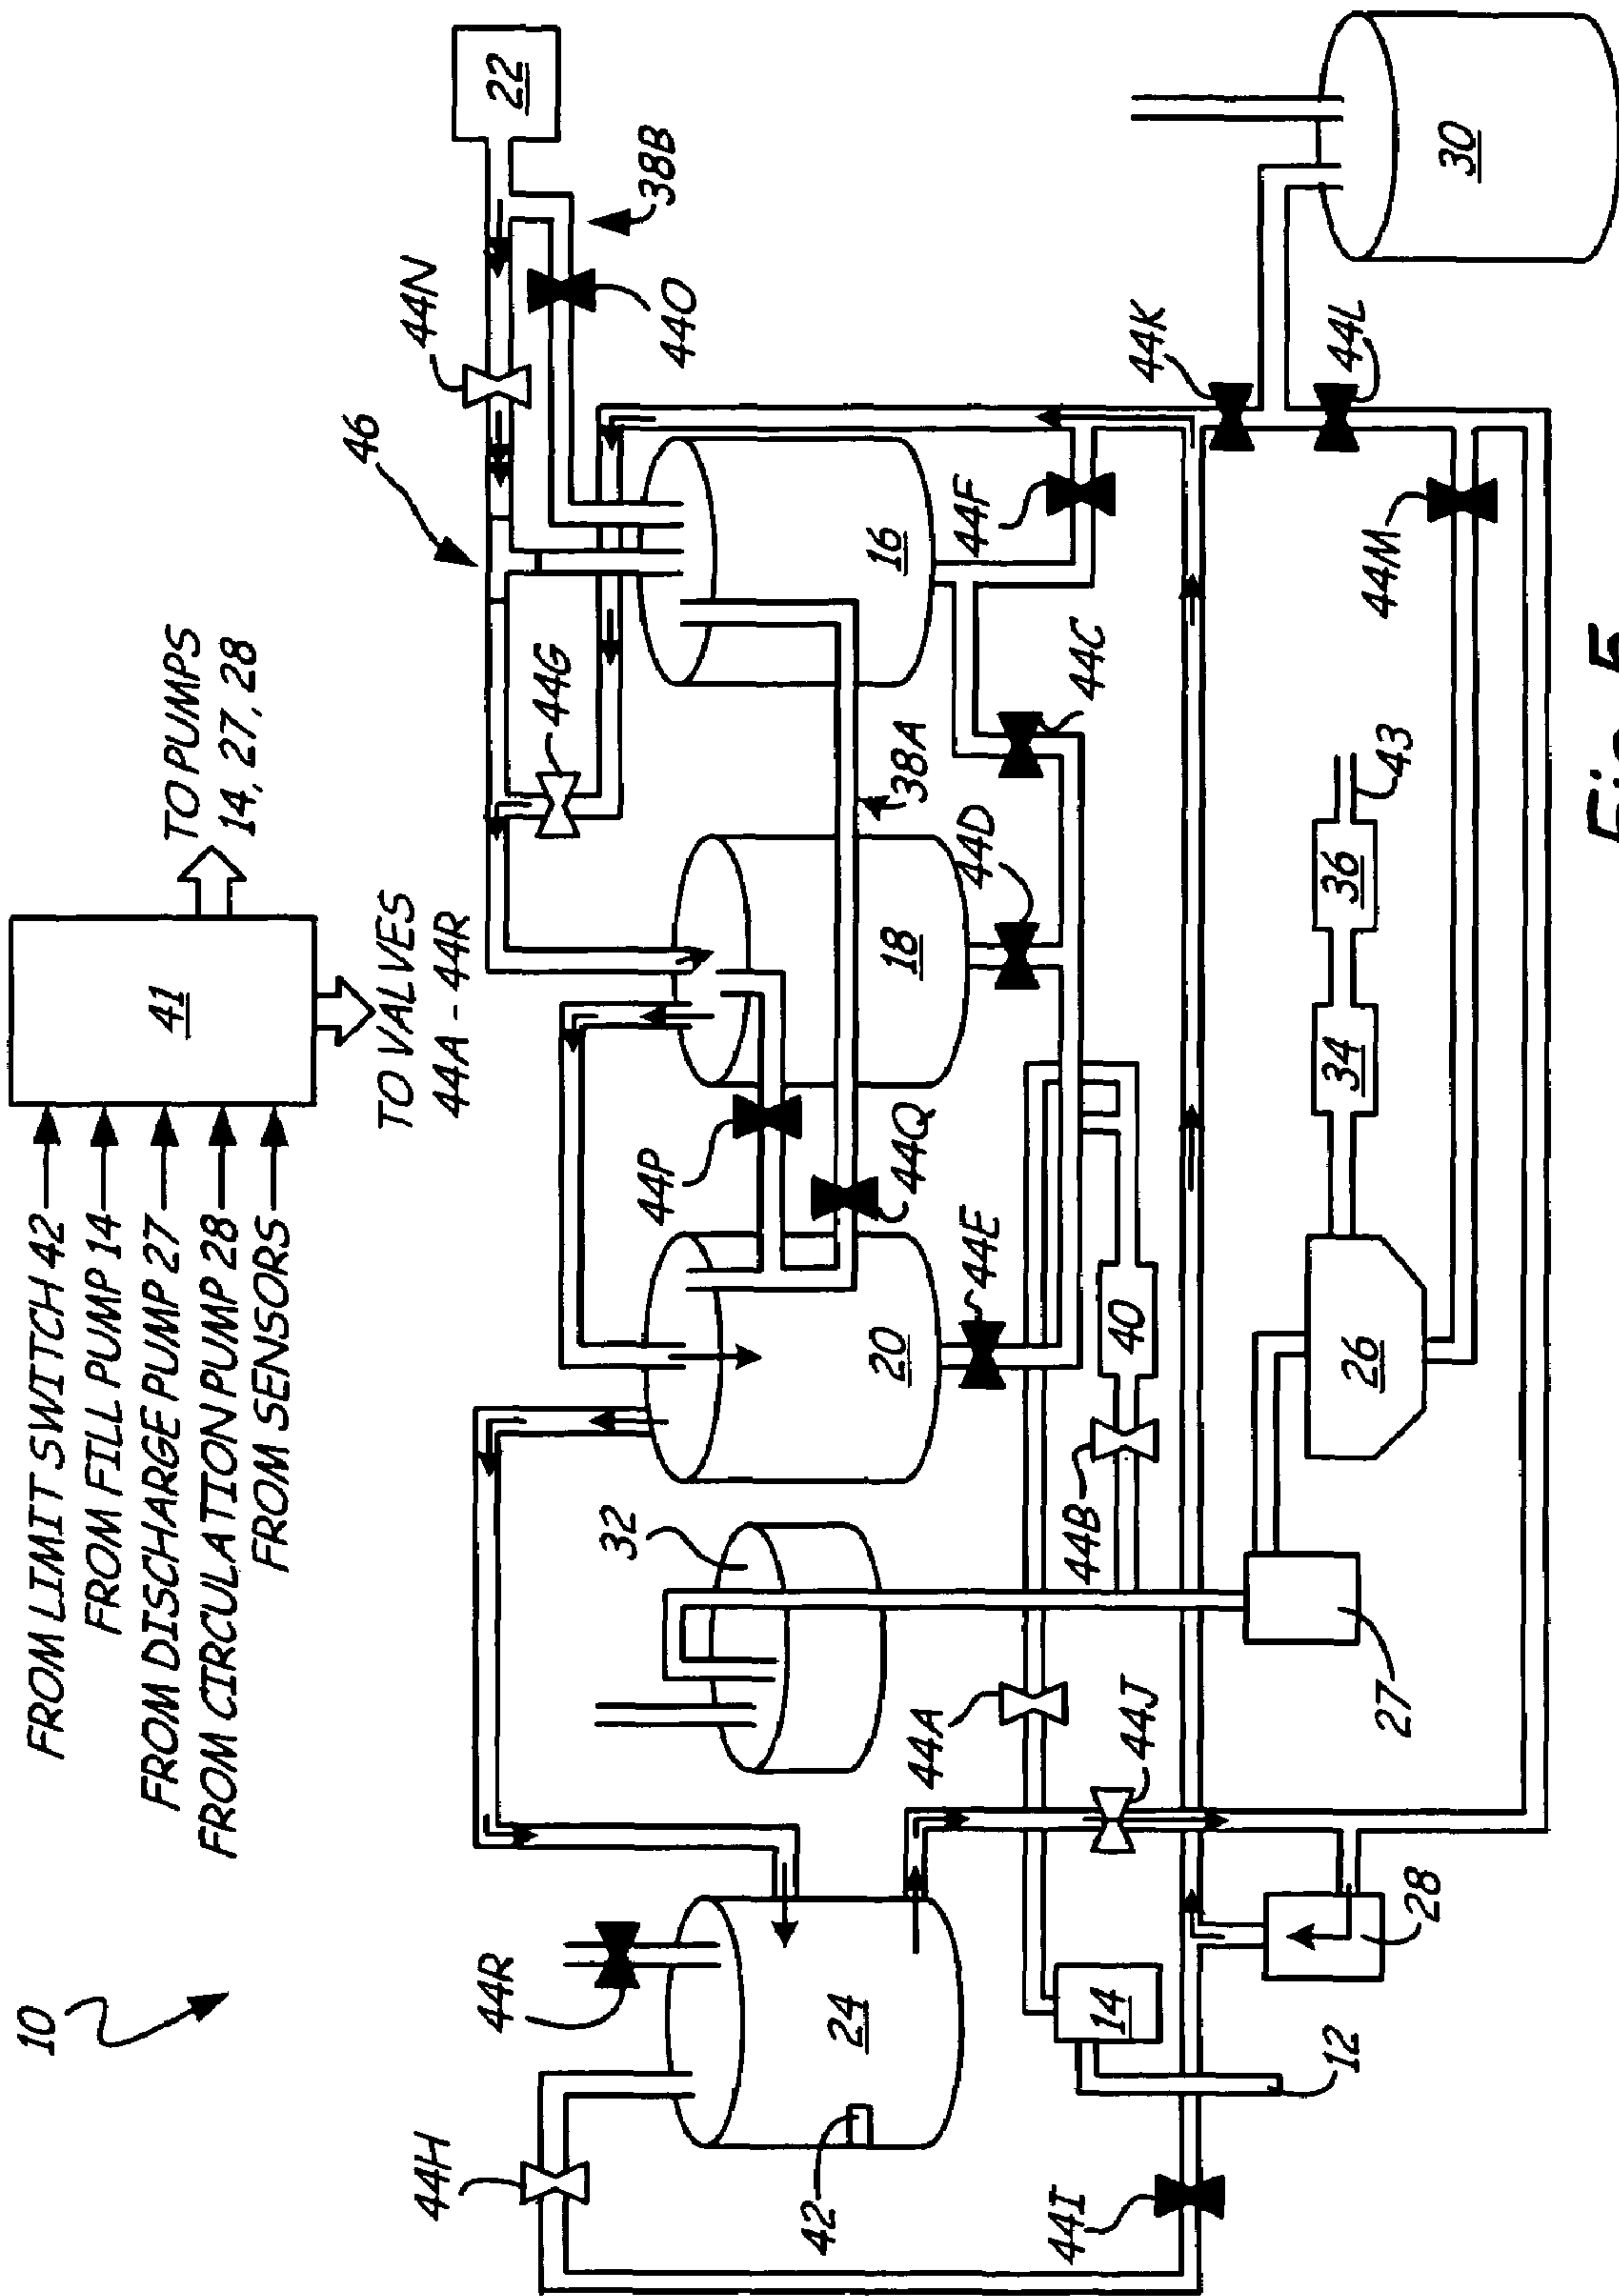 10
FROM LIMIT SWITCH 42
FROM FILL PUMP 14
FROM DISCHARGE PUMP 27
FROM CIRCULATION PUMP 28
FROM SENSORS
41
TO PUMPS
14, 27, 28
TO VALVES
44A - 44R
46
44N
22
44O
38B
44G
44H
44R
24
42
32
20
44P
44Q
18
38A
16
44F
44C
44D
44E
44K
44L
30
44A
44B
40
44J
44I
14
12
28
27
26
34
36
43
44M
Fig. 5